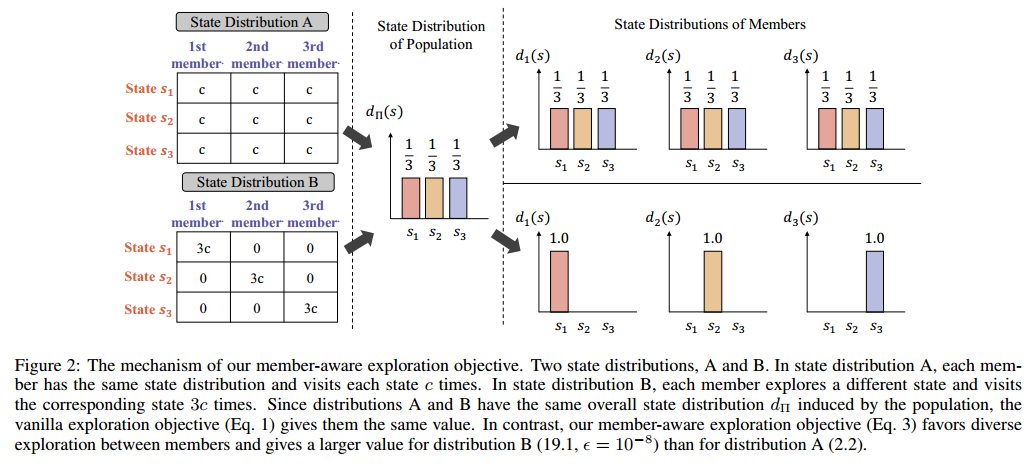 State Distribution A
1st 2nd 3rd
member member member
State s1 c c c
State s2 c c c
State s3 c c c
State Distribution B
1st 2nd 3rd
member member member
State s1 3c 0 0
State s2 0 3c 0
State s3 0 0 3c
State Distribution
of Population
dΠ(s)
1/3 1/3 1/3
s1 s2 s3
State Distributions of Members
d1(s) d2(s) d3(s)
1/3 1/3 1/3 1/3 1/3 1/3 1/3 1/3 1/3
s1 s2 s3 s1 s2 s3 s1 s2 s3
d1(s) d2(s) d3(s)
1.0 1.0 1.0
s1 s2 s3 s1 s2 s3 s1 s2 s3
Figure 2: The mechanism of our member-aware exploration objective. Two state distributions, A and B. In state distribution A, each mem-
ber has the same state distribution and visits each state c times. In state distribution B, each member explores a different state and visits
the corresponding state 3c times. Since distributions A and B have the same overall state distribution dΠ induced by the population, the
vanilla exploration objective (Eq. 1) gives them the same value. In contrast, our member-aware exploration objective (Eq. 3) favors diverse
exploration between members and gives a larger value for distribution B (19.1, ϵ = 10−8) than for distribution A (2.2).